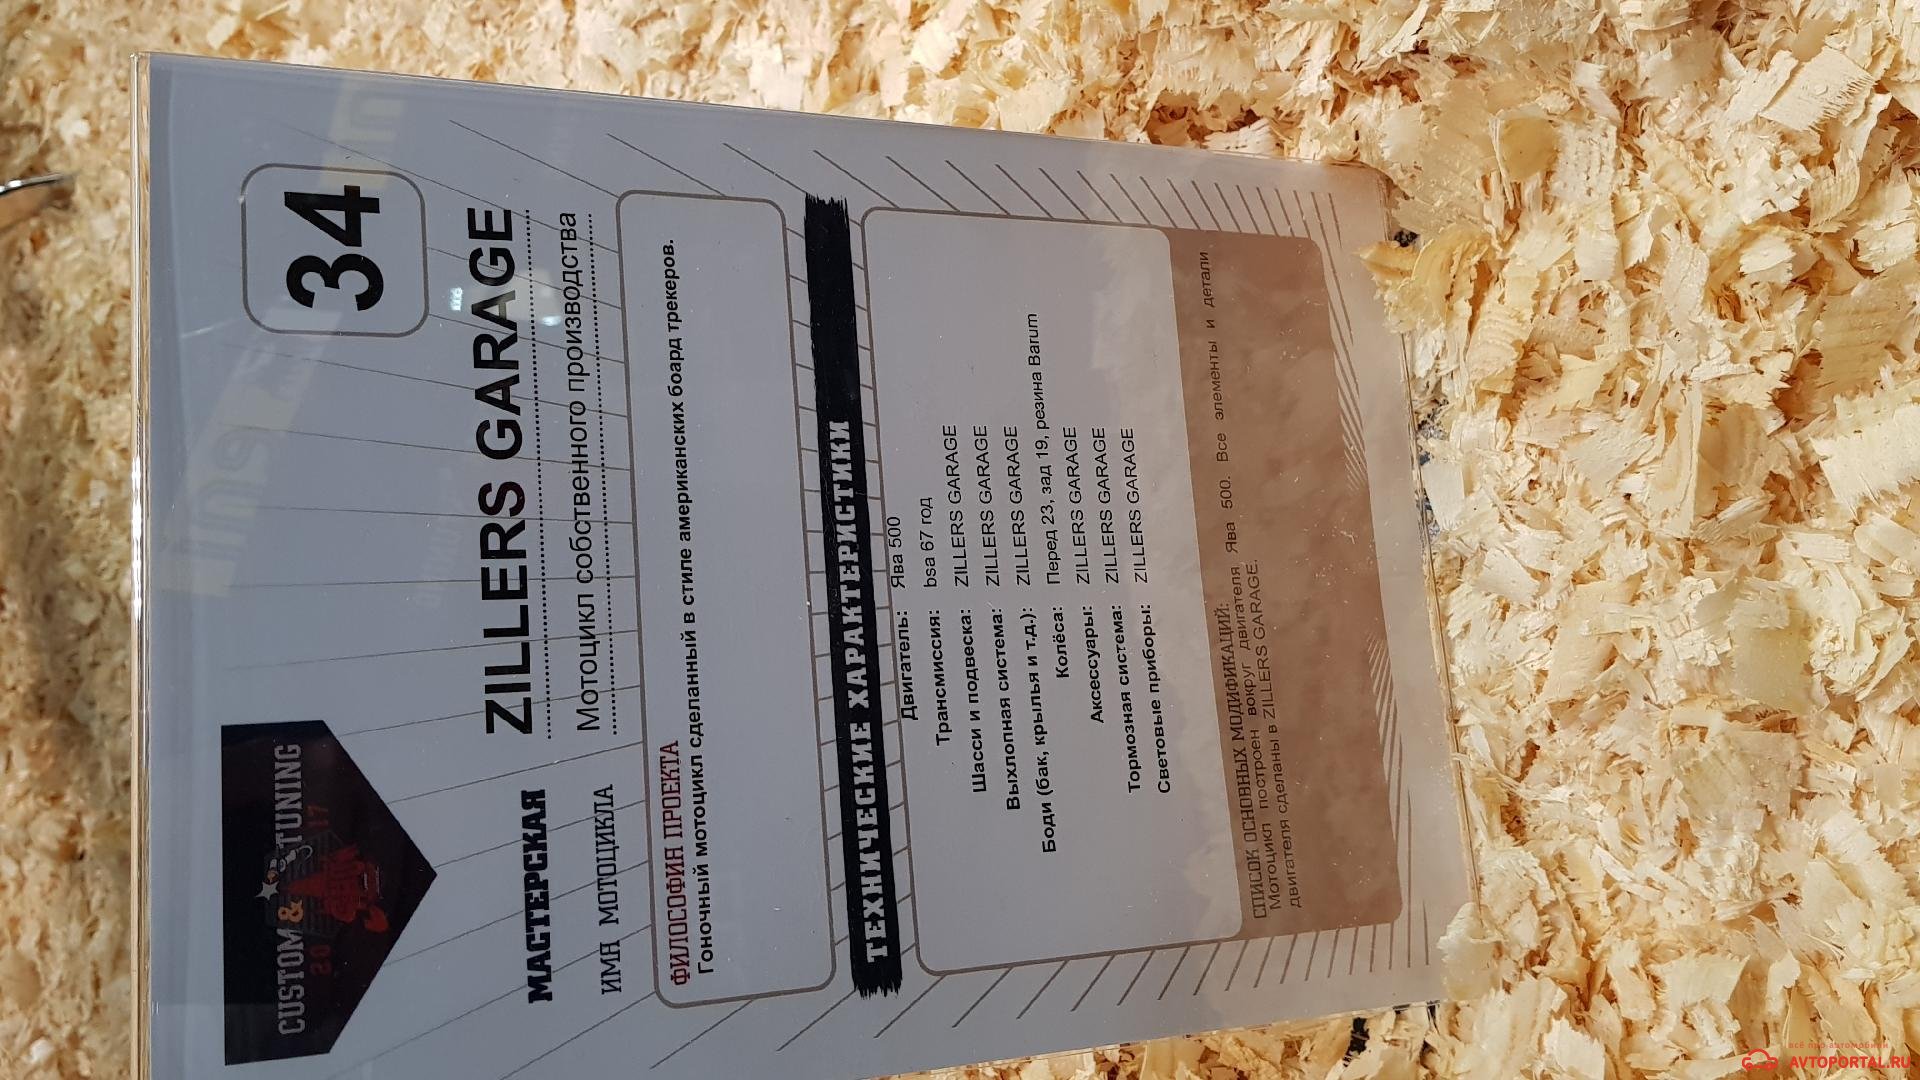 CUSTOM & TUNING
20 17
34
МАСТЕРСКАЯ ZILLERS GARAGE
ИМЯ МОТОЦИКЛА Мотоцикл собственного производства
ФИЛОСОФИЯ ПРОЕКТА
Гоночный мотоцикл сделанный в стиле американских боард трекеров.
ТЕХНИЧЕСКИЕ ХАРАКТЕРИСТИКИ
Двигатель: Ява 500
Трансмиссия: bsa 67 год
Шасси и подвеска: ZILLERS GARAGE
Выхлопная система: ZILLERS GARAGE
Боди (бак, крылья и т.д.): ZILLERS GARAGE
Колёса: Перед 23, зад 19, резина Barum
Аксессуары: ZILLERS GARAGE
Тормозная система: ZILLERS GARAGE
Световые приборы: ZILLERS GARAGE
СПИСОК ОСНОВНЫХ МОДИФИКАЦИЙ:
Мотоцикл построен вокруг двигателя Ява 500. Все элементы и детали
двигателя сделаны в ZILLERS GARAGE.
всё про автомобили
AVTOPORTAL.RU